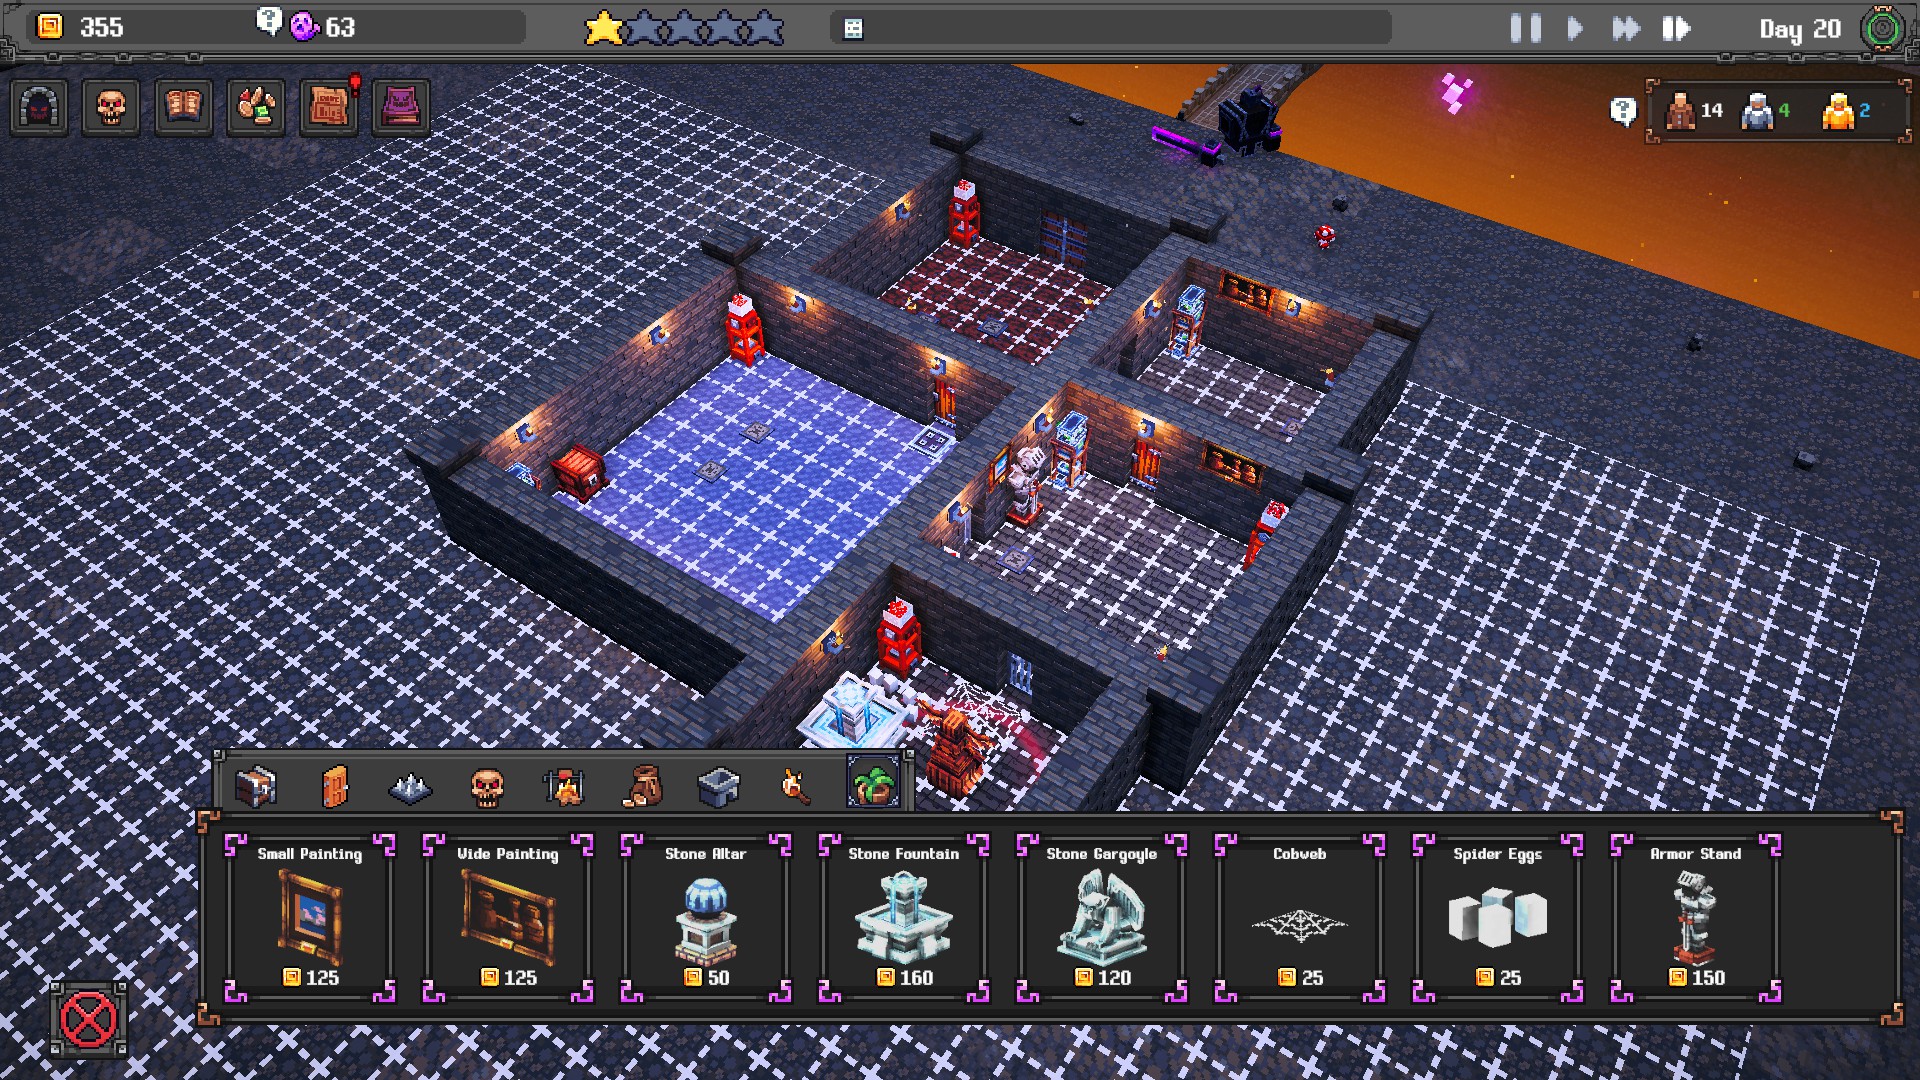 355
63
Day 20
14
4
2
Small Painting
Wide Painting
Stone Altar
Stone Fountain
Stone Gargoyle
Cobweb
Spider Eggs
Armor Stand
125
125
50
160
120
25
25
150